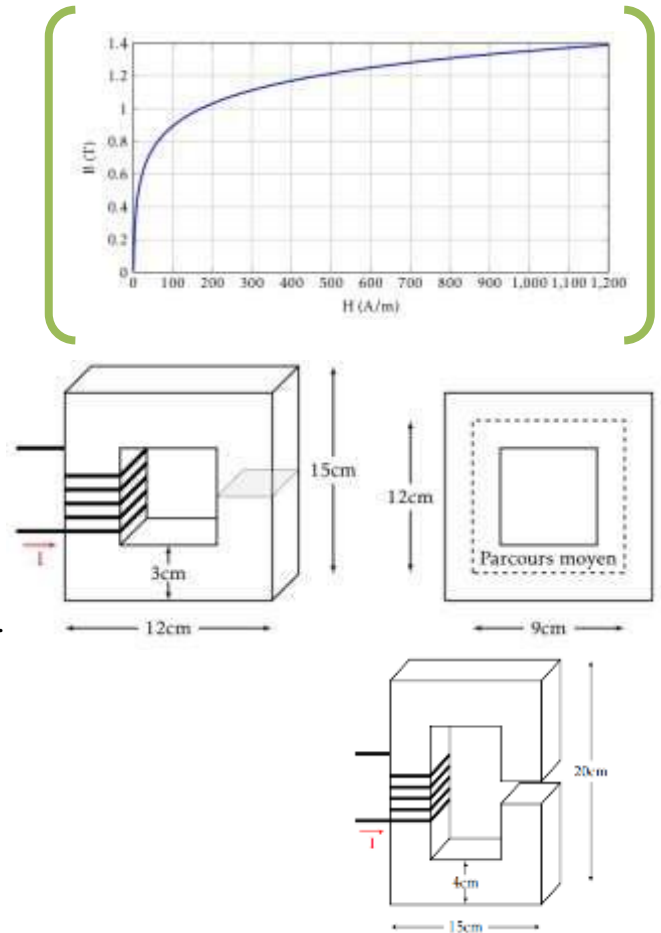 1.4
1.2
1
0.8
0.6
0.4
0.2
0
B (T)
0 100 200 300 400 500 600 700 800 900 1,000 1,100 1,200
H (A/m)
15cm
3cm
I
12cm
12cm
Parcours moyen
9cm
.
20cm
I
4cm
15cm